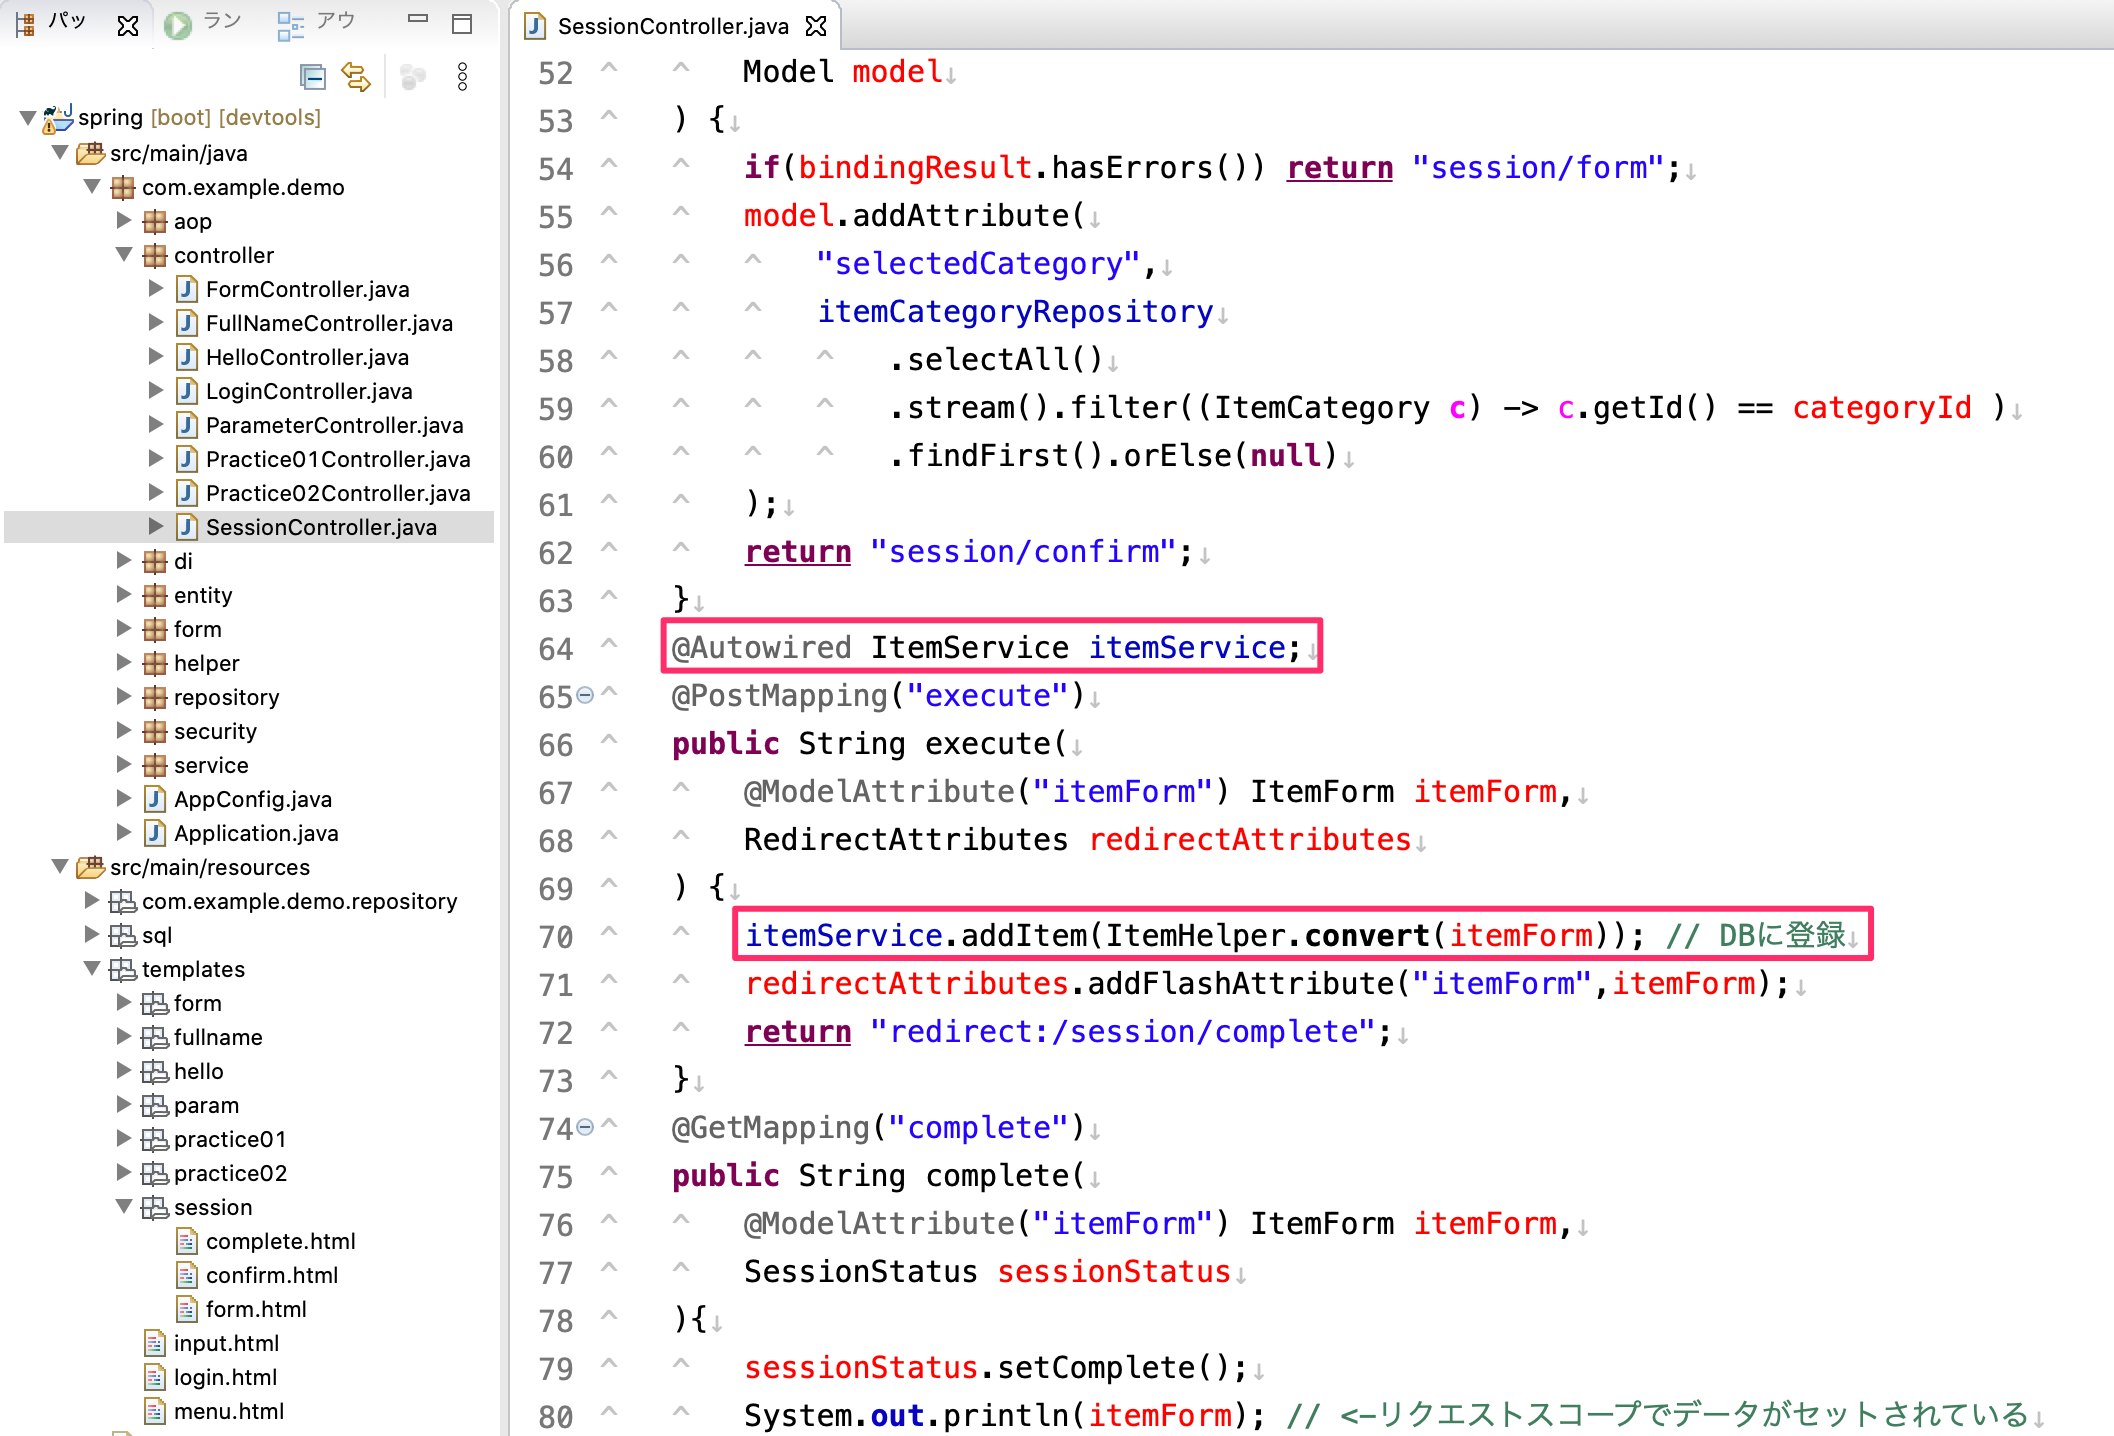 パッ
ラン
アウ
spring [boot] [devtools]
src/main/java
com.example.demo
aop
controller
FormController.java
FullNameController.java
HelloController.java
LoginController.java
ParameterController.java
Practice01Controller.java
Practice02Controller.java
SessionController.java
di
entity
form
helper
repository
security
service
AppConfig.java
Application.java
src/main/resources
com.example.demo.repository
sql
templates
form
fullname
hello
param
practice01
practice02
session
complete.html
confirm.html
form.html
input.html
login.html
menu.html
SessionController.java
52 Model model↓
53 ) {↓
54 if(bindingResult.hasErrors()) return "session/form";↓
55 model.addAttribute(↓
56 "selectedCategory",↓
57 itemCategoryRepository↓
58 .selectAll()↓
59 .stream().filter((ItemCategory c) -> c.getId() == categoryId )↓
60 .findFirst().orElse(null)↓
61 );↓
62 return "session/confirm";↓
63 }↓
64 @Autowired ItemService itemService;↓
65 @PostMapping("execute")↓
66 public String execute(↓
67 @ModelAttribute("itemForm") ItemForm itemForm,↓
68 RedirectAttributes redirectAttributes↓
69 ) {↓
70 itemService.addItem(ItemHelper.convert(itemForm)); // DBに登録↓
71 redirectAttributes.addFlashAttribute("itemForm",itemForm);↓
72 return "redirect:/session/complete";↓
73 }↓
74 @GetMapping("complete")↓
75 public String complete(↓
76 @ModelAttribute("itemForm") ItemForm itemForm,↓
77 SessionStatus sessionStatus↓
78 ){↓
79 sessionStatus.setComplete();↓
80 System.out.println(itemForm); // <-リクエストスコープでデータがセットされている↓